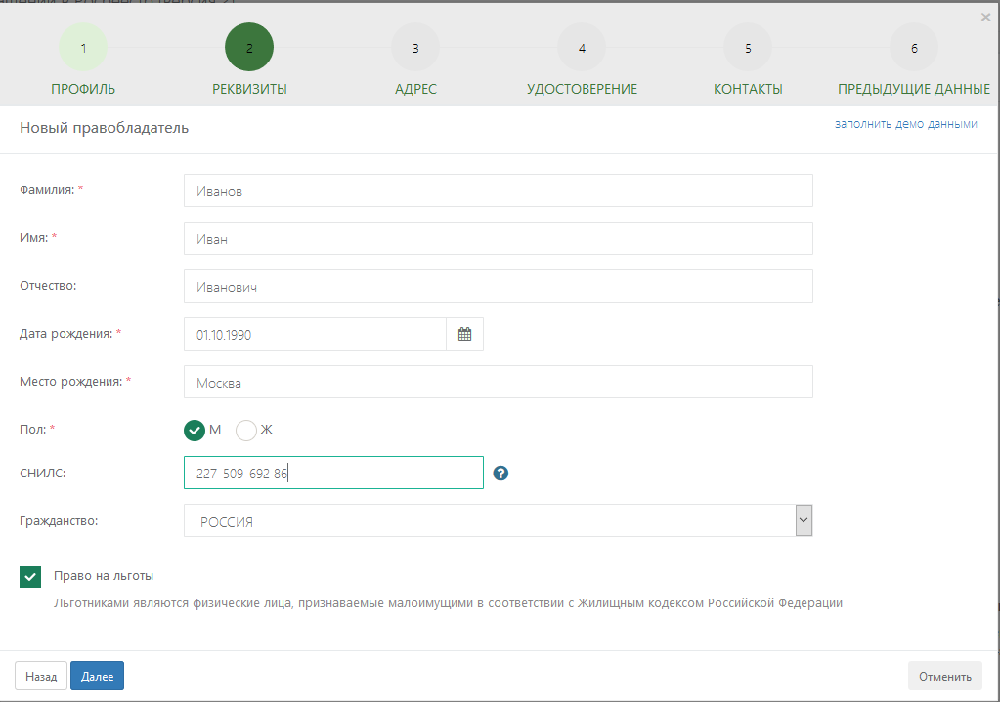 ×
1 2 3 4 5 6
ПРОФИЛЬ РЕКВИЗИТЫ АДРЕС УДОСТОВЕРЕНИЕ КОНТАКТЫ ПРЕДЫДУЩИЕ ДАННЫЕ
Новый правообладатель заполнить демо данными
Фамилия: * Иванов
Имя: * Иван
Отчество: Иванович
Дата рождения: * 01.10.1990
Место рождения: * Москва
Пол: * М Ж
СНИЛС: 227-509-692 86 ?
Гражданство: РОССИЯ
Право на льготы
Льготниками являются физические лица, признаваемые малоимущими в соответствии с Жилищным кодексом Российской Федерации
Назад Далее Отменить